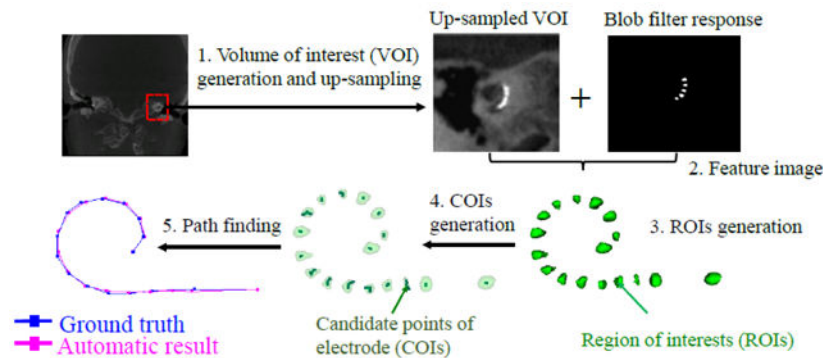 Up-sampled VOI
Blob filter response
1. Volume of interest (VOI)
generation and up-sampling
+
2. Feature image
3. ROIs generation
4. COIs
generation
5. Path finding
Ground truth
Automatic result
Candidate points of
electrode (COIs)
Region of interests (ROIs)